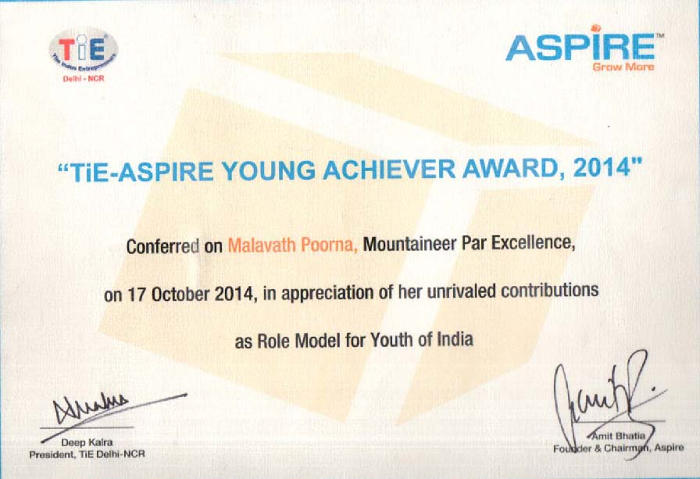 TiE
The Indus Entrepreneurs
Delhi - NCR
ASPIRE™
Grow More
“TiE-ASPIRE YOUNG ACHIEVER AWARD, 2014"
Conferred on Malavath Poorna, Mountaineer Par Excellence,
on 17 October 2014, in appreciation of her unrivaled contributions
as Role Model for Youth of India
Deep Kalra
President, TiE Delhi-NCR
Amit Bhatia
Founder & Chairman, Aspire